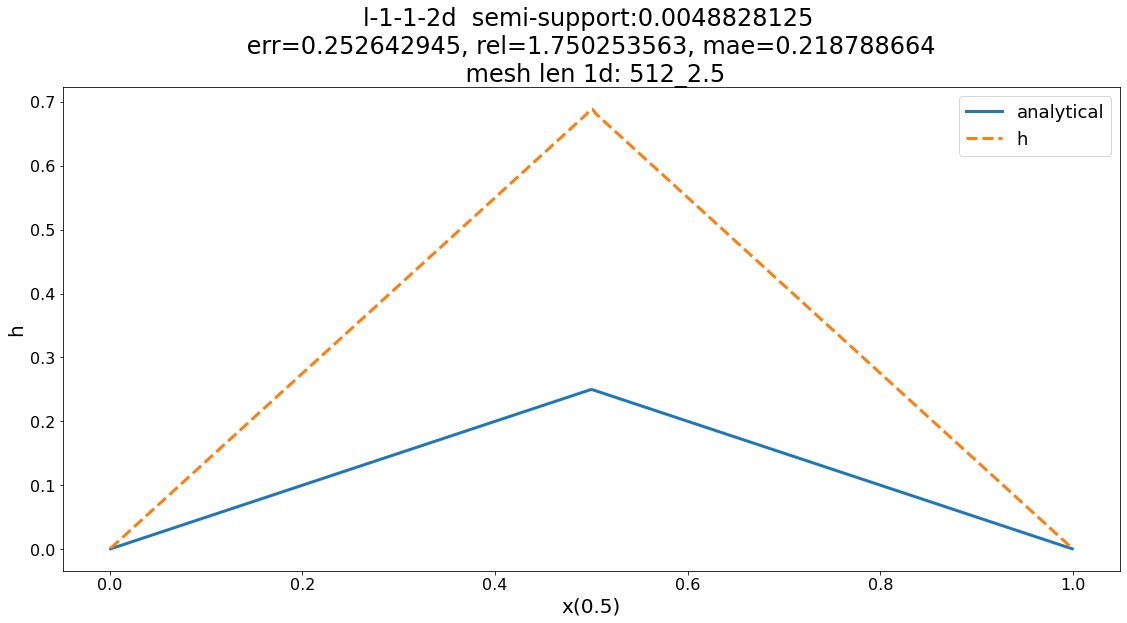 l-1-1-2d  semi-support:0.0048828125
err=0.252642945, rel=1.750253563, mae=0.218788664
mesh len 1d: 512_2.5
analytical
h
0.7
0.6
0.5
0.4
0.3
0.2
0.1
0.0
h
0.0 0.2 0.4 0.6 0.8 1.0
x(0.5)